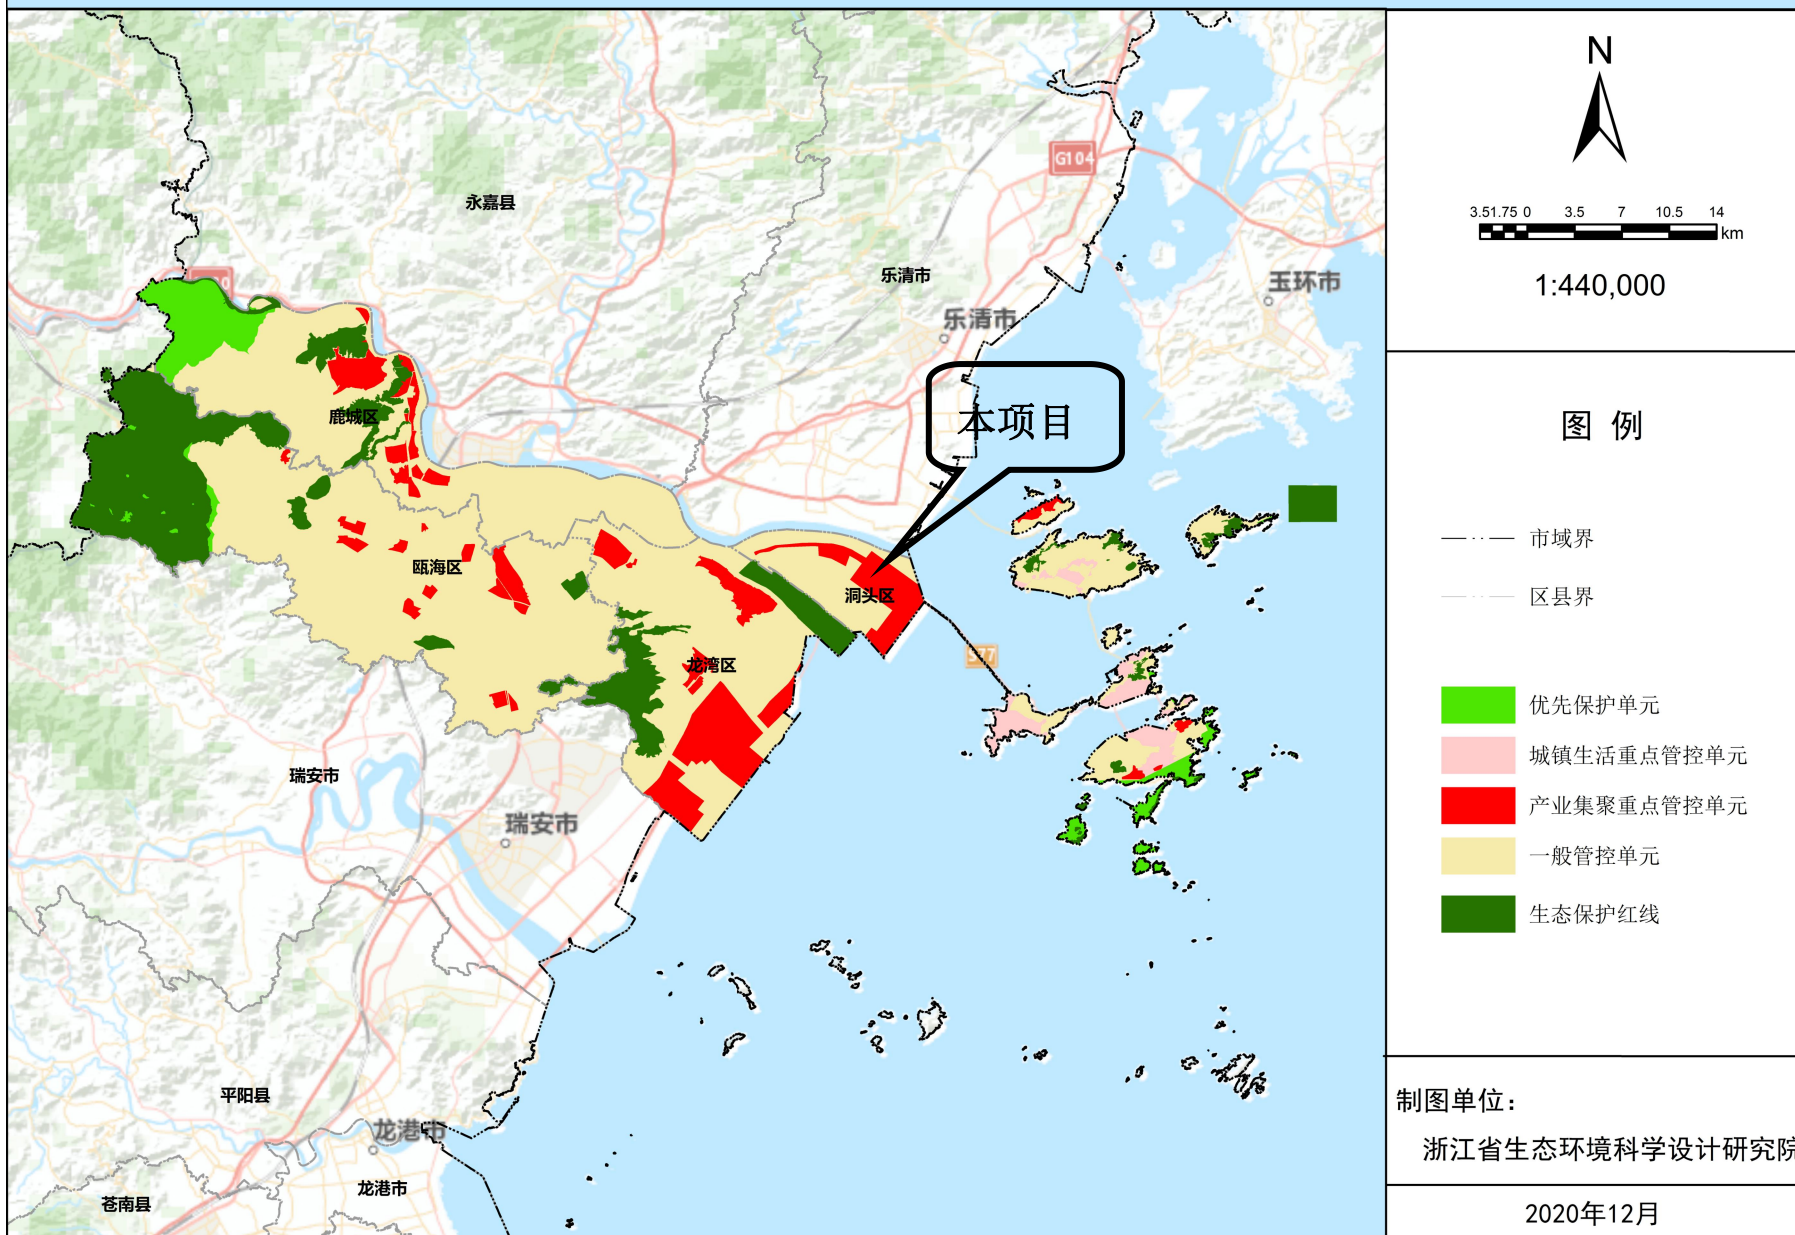 永嘉县
G104
乐清市
玉环市
乐清市
本项目
鹿城区
瓯海区
洞头区
龙湾区
S77
瑞安市
瑞安市
平阳县
龙港市
龙港市
苍南县
N
3.51.75 0 3.5 7 10.5 14
km
1:440,000
图 例
市域界
区县界
优先保护单元
城镇生活重点管控单元
产业集聚重点管控单元
一般管控单元
生态保护红线
制图单位：
浙江省生态环境科学设计研究院
2020年12月